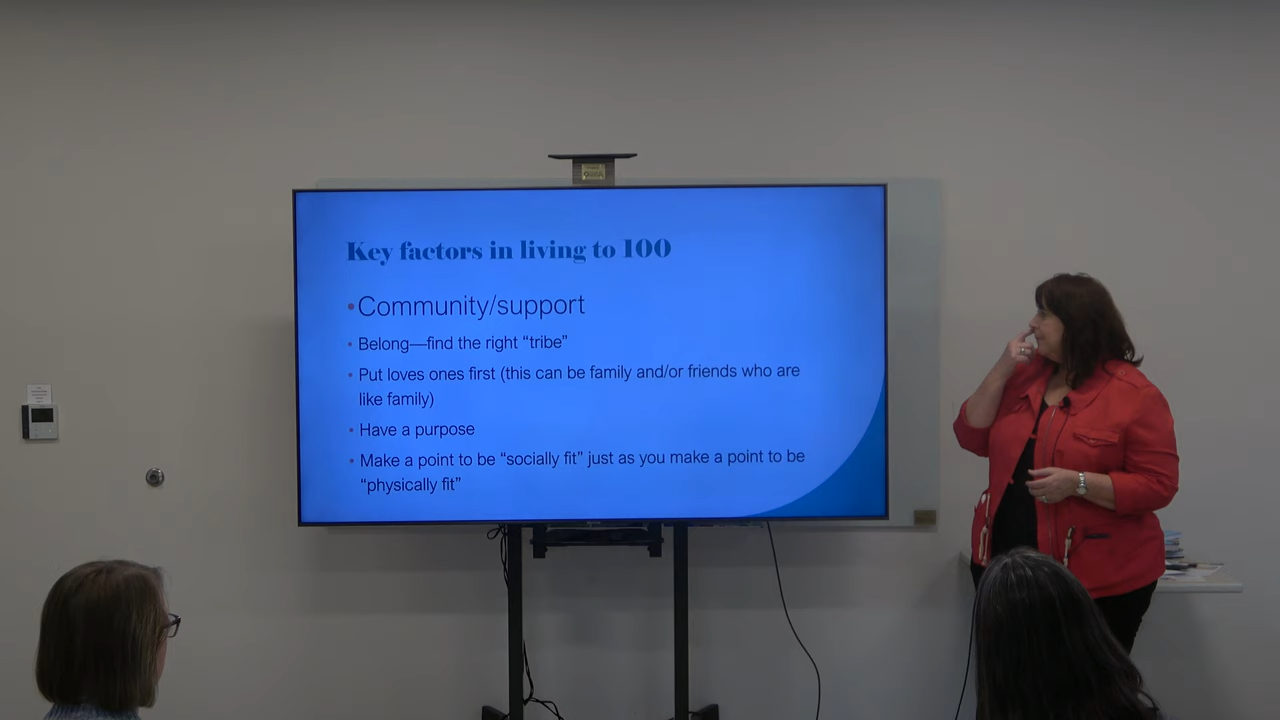 Key factors in living to 100
•Community/support
• Belong—find the right “tribe”
• Put loves ones first (this can be family and/or friends who are
like family)
• Have a purpose
• Make a point to be “socially fit” just as you make a point to be
“physically fit”